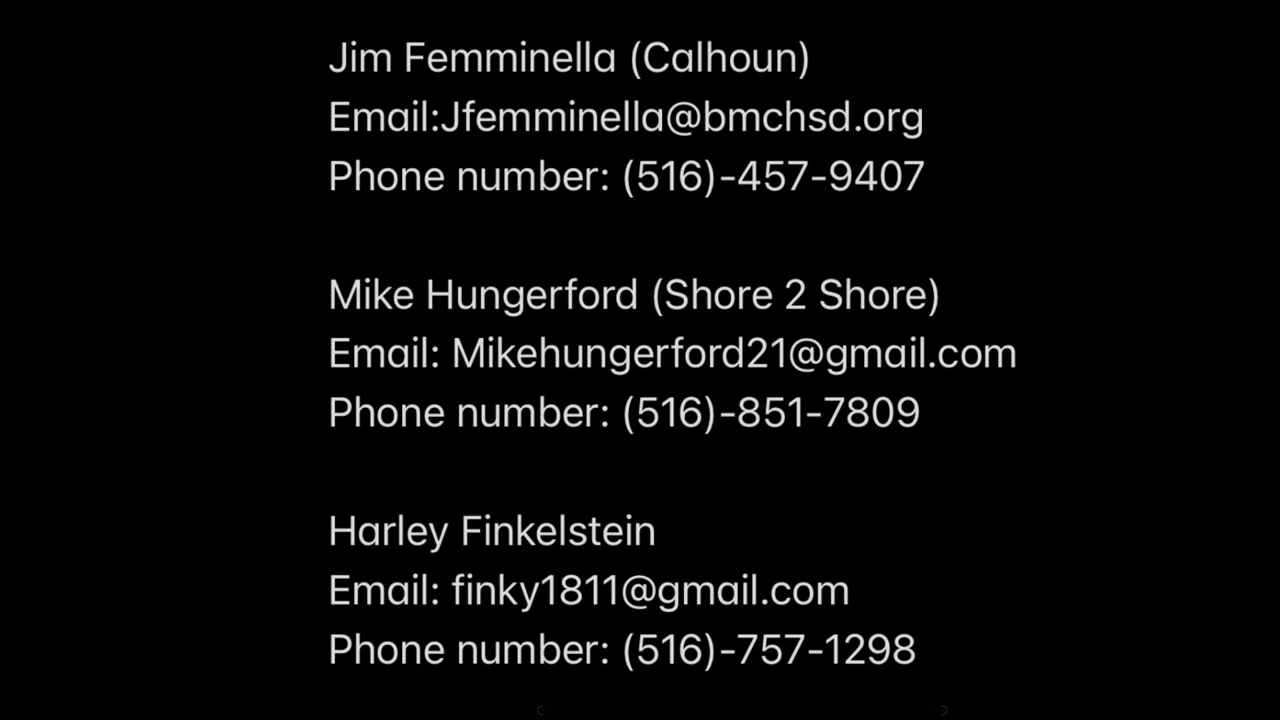 Jim Femminella (Calhoun)
Email:Jfemminella@bmchsd.org
Phone number: (516)-457-9407
Mike Hungerford (Shore 2 Shore)
Email: Mikehungerford21@gmail.com
Phone number: (516)-851-7809
Harley Finkelstein
Email: finky1811@gmail.com
Phone number: (516)-757-1298